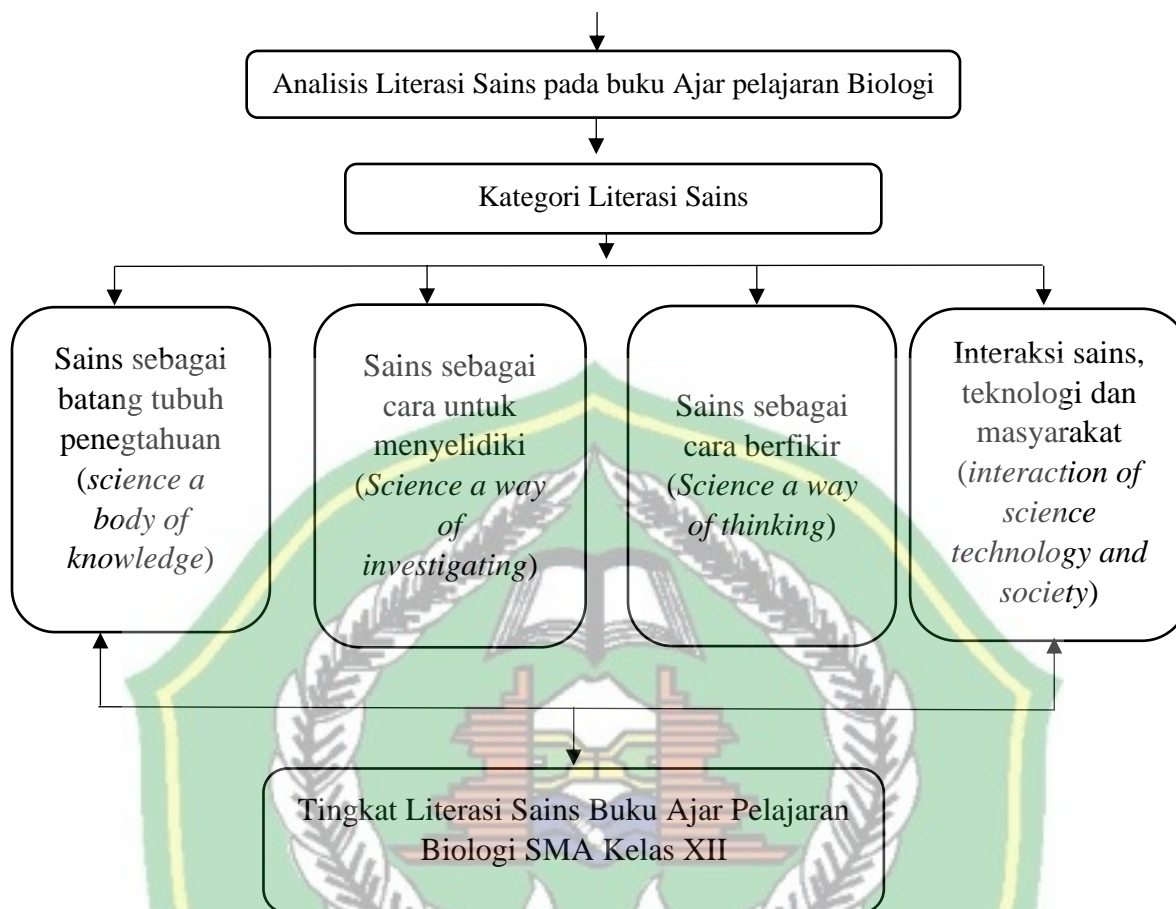 Analisis Literasi Sains pada buku Ajar pelajaran Biologi
Kategori Literasi Sains
Sains sebagai
batang tubuh
penegtahuan
(science a
body of
knowledge)
Sains sebagai
cara untuk
menyelidiki
(Science a way
of
investigating)
Sains sebagai
cara berfikir
(Science a way
of thinking)
Interaksi sains,
teknologi dan
masyarakat
(interaction of
science
technology and
society)
Tingkat Literasi Sains Buku Ajar Pelajaran
Biologi SMA Kelas XII